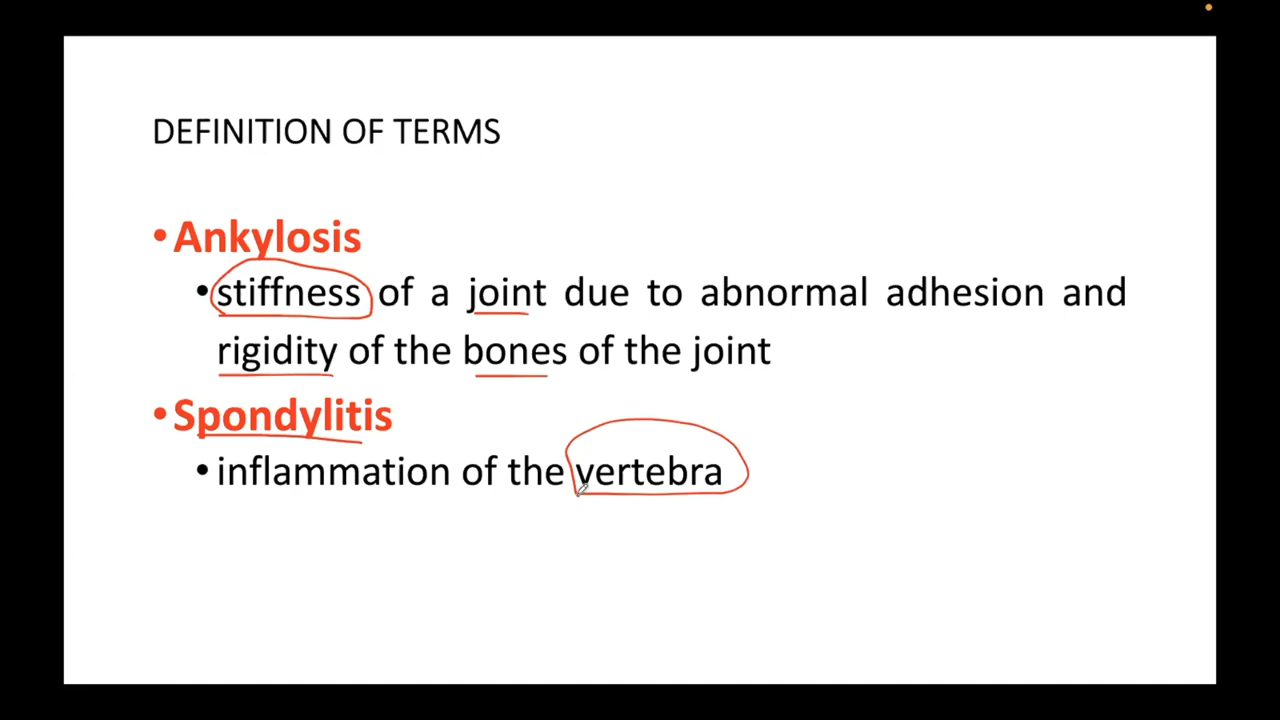 DEFINITION OF TERMS
•Ankylosis
•stiffness of a joint due to abnormal adhesion and
rigidity of the bones of the joint
•Spondylitis
•inflammation of the vertebra